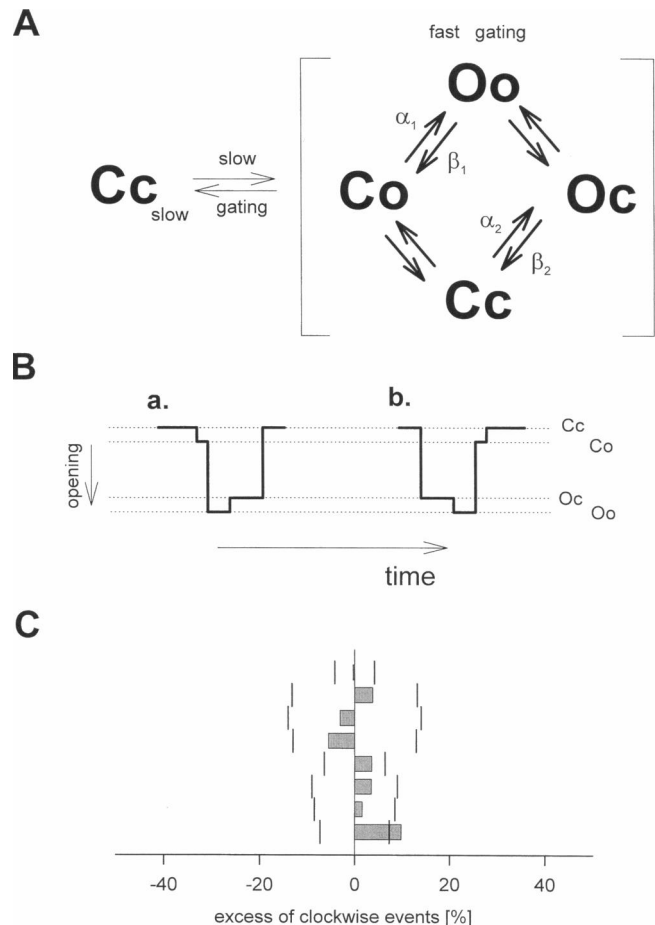 A
fast gating
Oo
α1
β1
slow
Cc slow
gating
Co
Oc
α2
β2
Cc
B
a.
b.
Cc
Co
opening
Oc
Oo
time
C
-40 -20 0 20 40
excess of clockwise events [%]